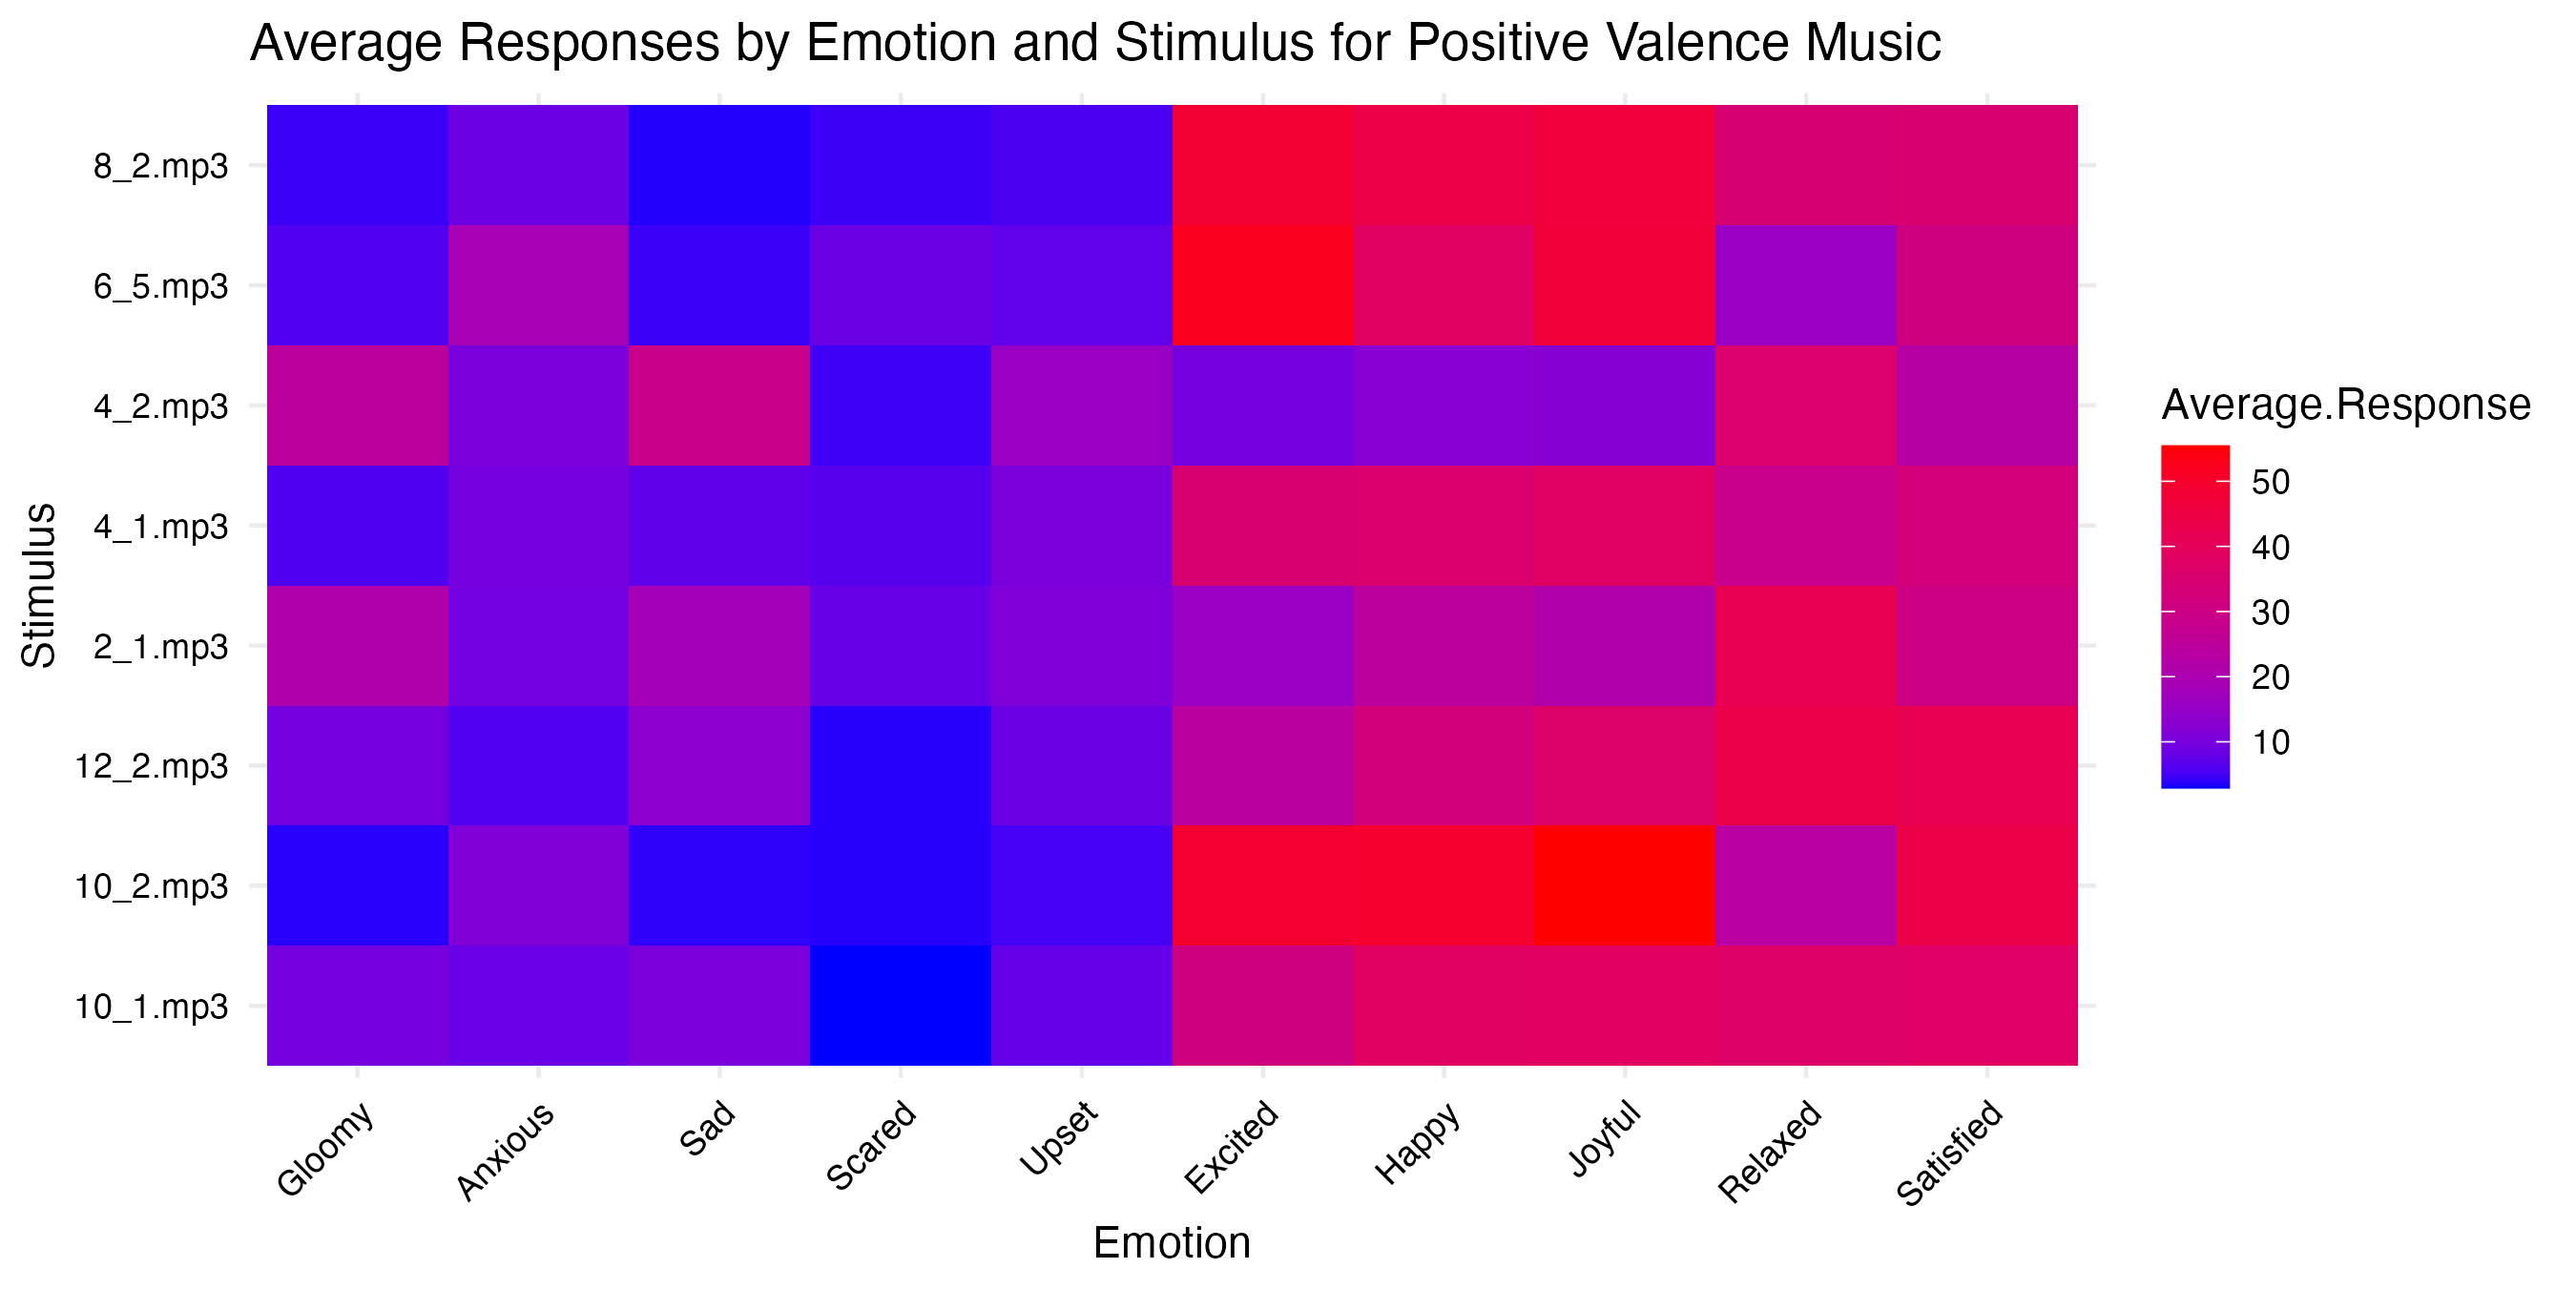 Average Responses by Emotion and Stimulus for Positive Valence Music
Stimulus
8_2.mp3
6_5.mp3
4_2.mp3
4_1.mp3
2_1.mp3
12_2.mp3
10_2.mp3
10_1.mp3
Gloomy
Anxious
Sad
Scared
Upset
Excited
Happy
Joyful
Relaxed
Satisfied
Emotion
Average.Response
50
40
30
20
10